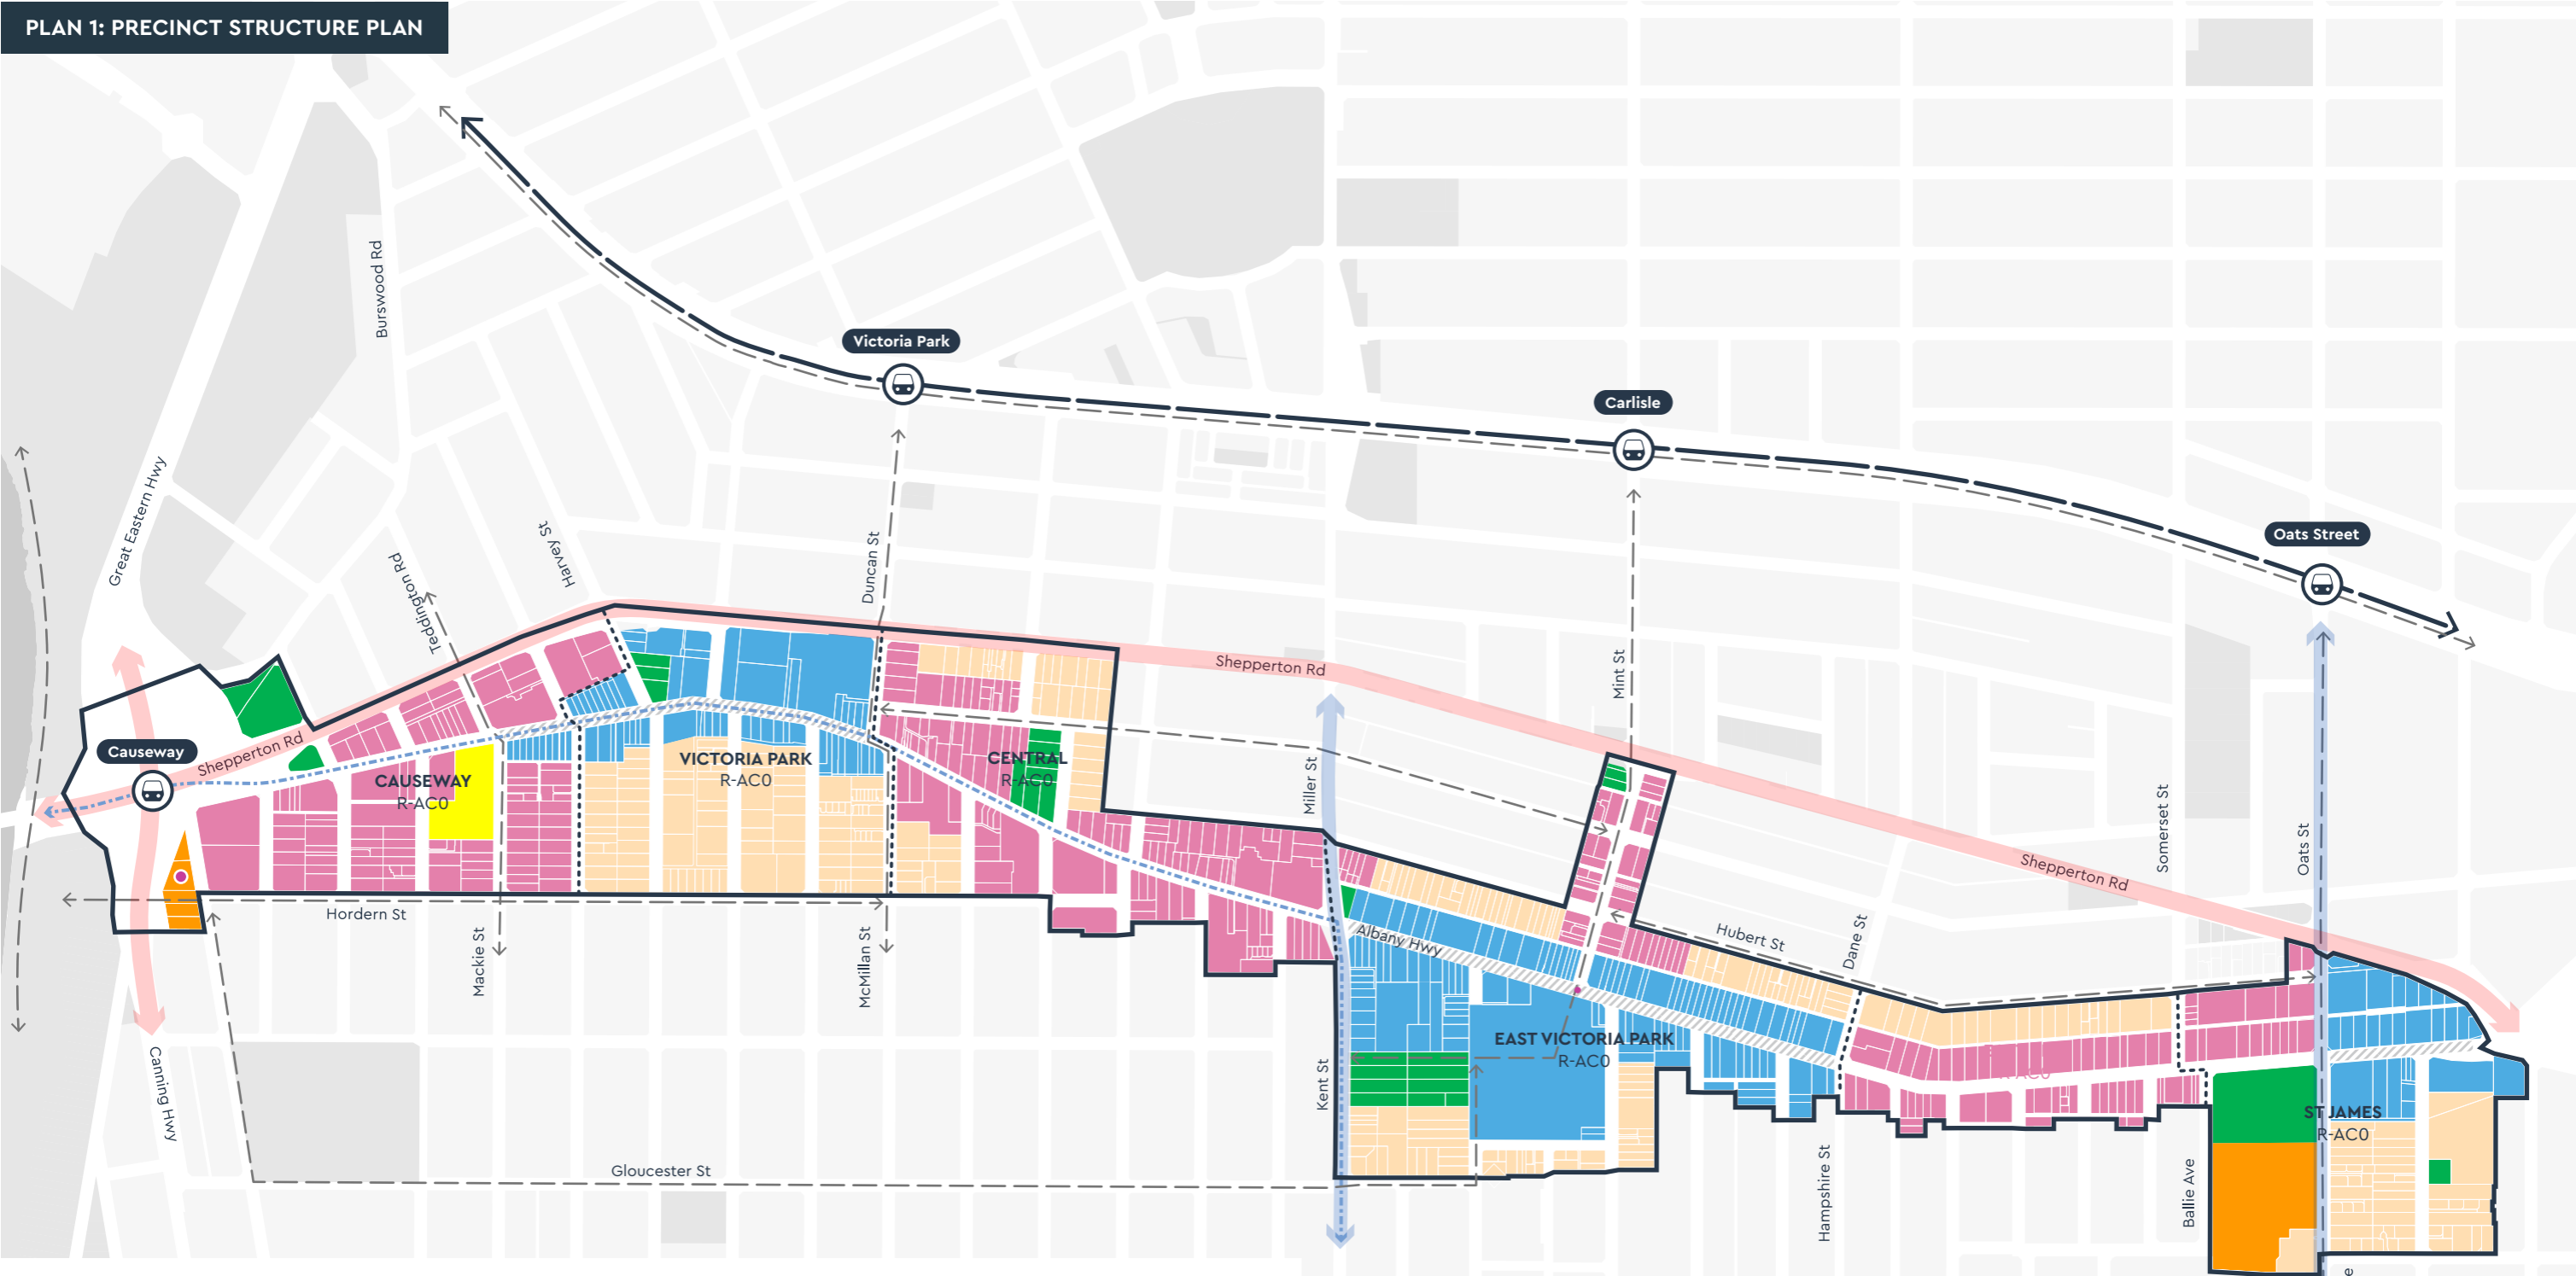 PLAN 1: PRECINCT STRUCTURE PLAN
Burswood Rd
Victoria Park
Carlisle
Great Eastern Hwy
Teddington Rd
Harvey St
Duncan St
Oats Street
Shepperton Rd
Mint St
Causeway
Shepperton Rd
CAUSEWAY
R-AC0
VICTORIA PARK
R-AC0
CENTRAL
R-AC0
Miller St
Somerset St
Oats St
Shepperton Rd
Hordern St
Mackie St
McMillan St
Albany Hwy
Hubert St
Dane St
EAST VICTORIA PARK
R-AC0
Canning Hwy
Kent St
ST JAMES
R-AC0
Gloucester St
Hampshire St
Baillie Ave